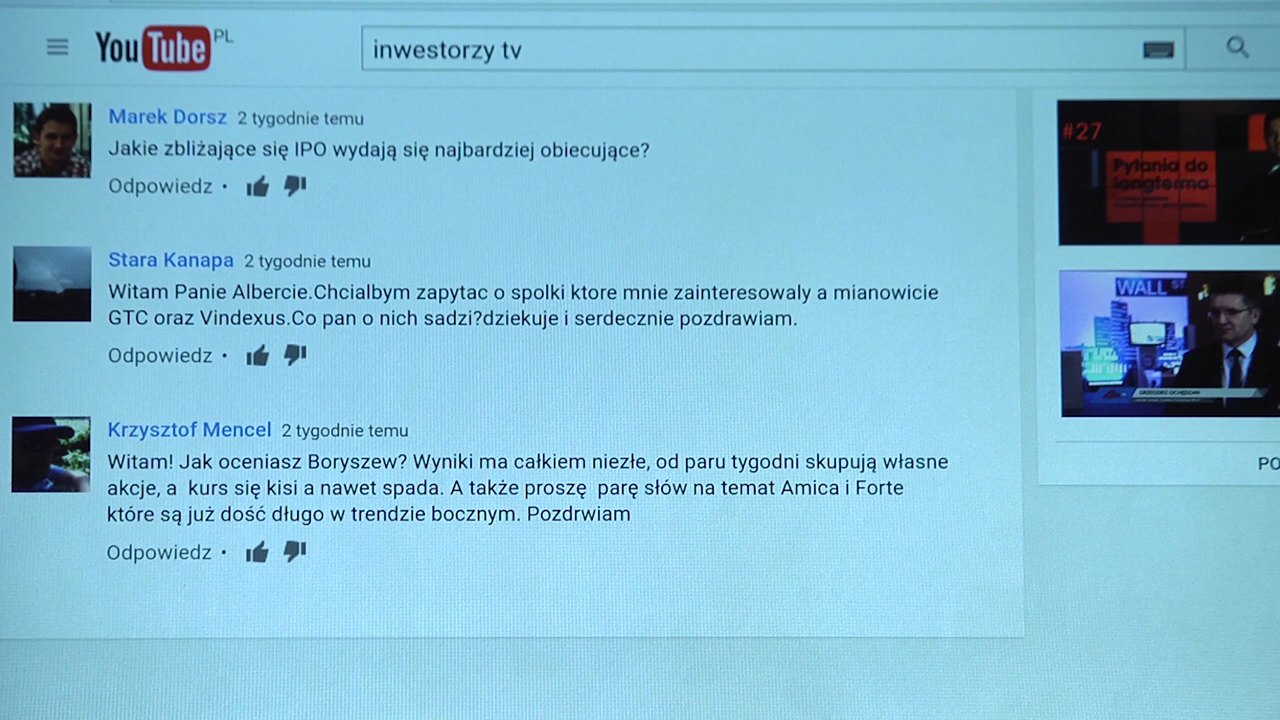 YouTube PL
inwestorzy tv
Marek Dorsz 2 tygodnie temu
Jakie zbliżające się IPO wydają się najbardziej obiecujące?
Odpowiedz •
Stara Kanapa 2 tygodnie temu
Witam Panie Albercie.Chcialbym zapytac o spolki ktore mnie zainteresowaly a mianowicie
GTC oraz Vindexus.Co pan o nich sadzi?dziekuje i serdecznie pozdrawiam.
Odpowiedz •
Krzysztof Mencel 2 tygodnie temu
Witam! Jak oceniasz Boryszew? Wyniki ma całkiem niezłe, od paru tygodni skupują własne
akcje, a kurs się kisi a nawet spada. A także proszę parę słów na temat Amica i Forte
które są już dość długo w trendzie bocznym. Pozdrwiam
Odpowiedz •
#27
Pytania do
longterma
WALL ST
PO